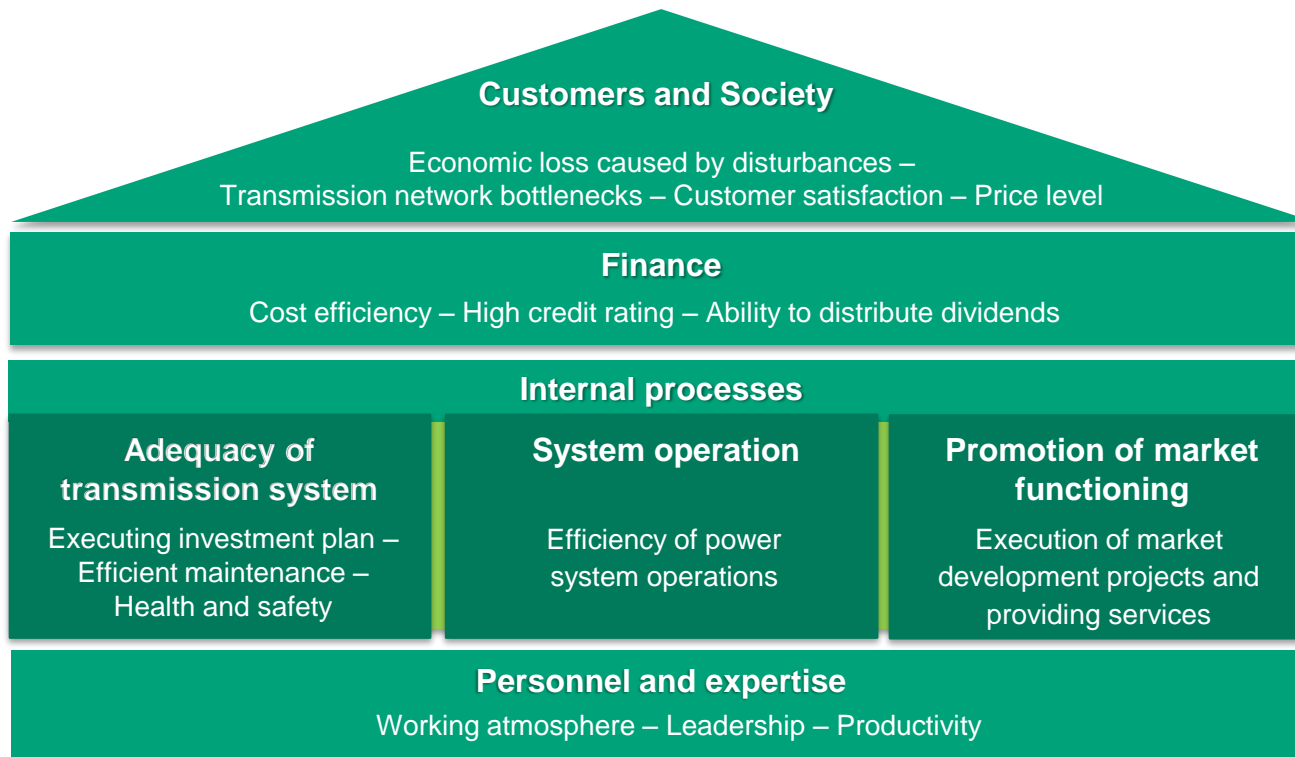 Customers and Society
Economic loss caused by disturbances –
Transmission network bottlenecks – Customer satisfaction – Price level
Finance
Cost efficiency – High credit rating – Ability to distribute dividends
Internal processes
Adequacy of
transmission system
Executing investment plan –
Efficient maintenance –
Health and safety
System operation
Efficiency of power
system operations
Promotion of market
functioning
Execution of market
development projects and
providing services
Personnel and expertise
Working atmosphere – Leadership – Productivity